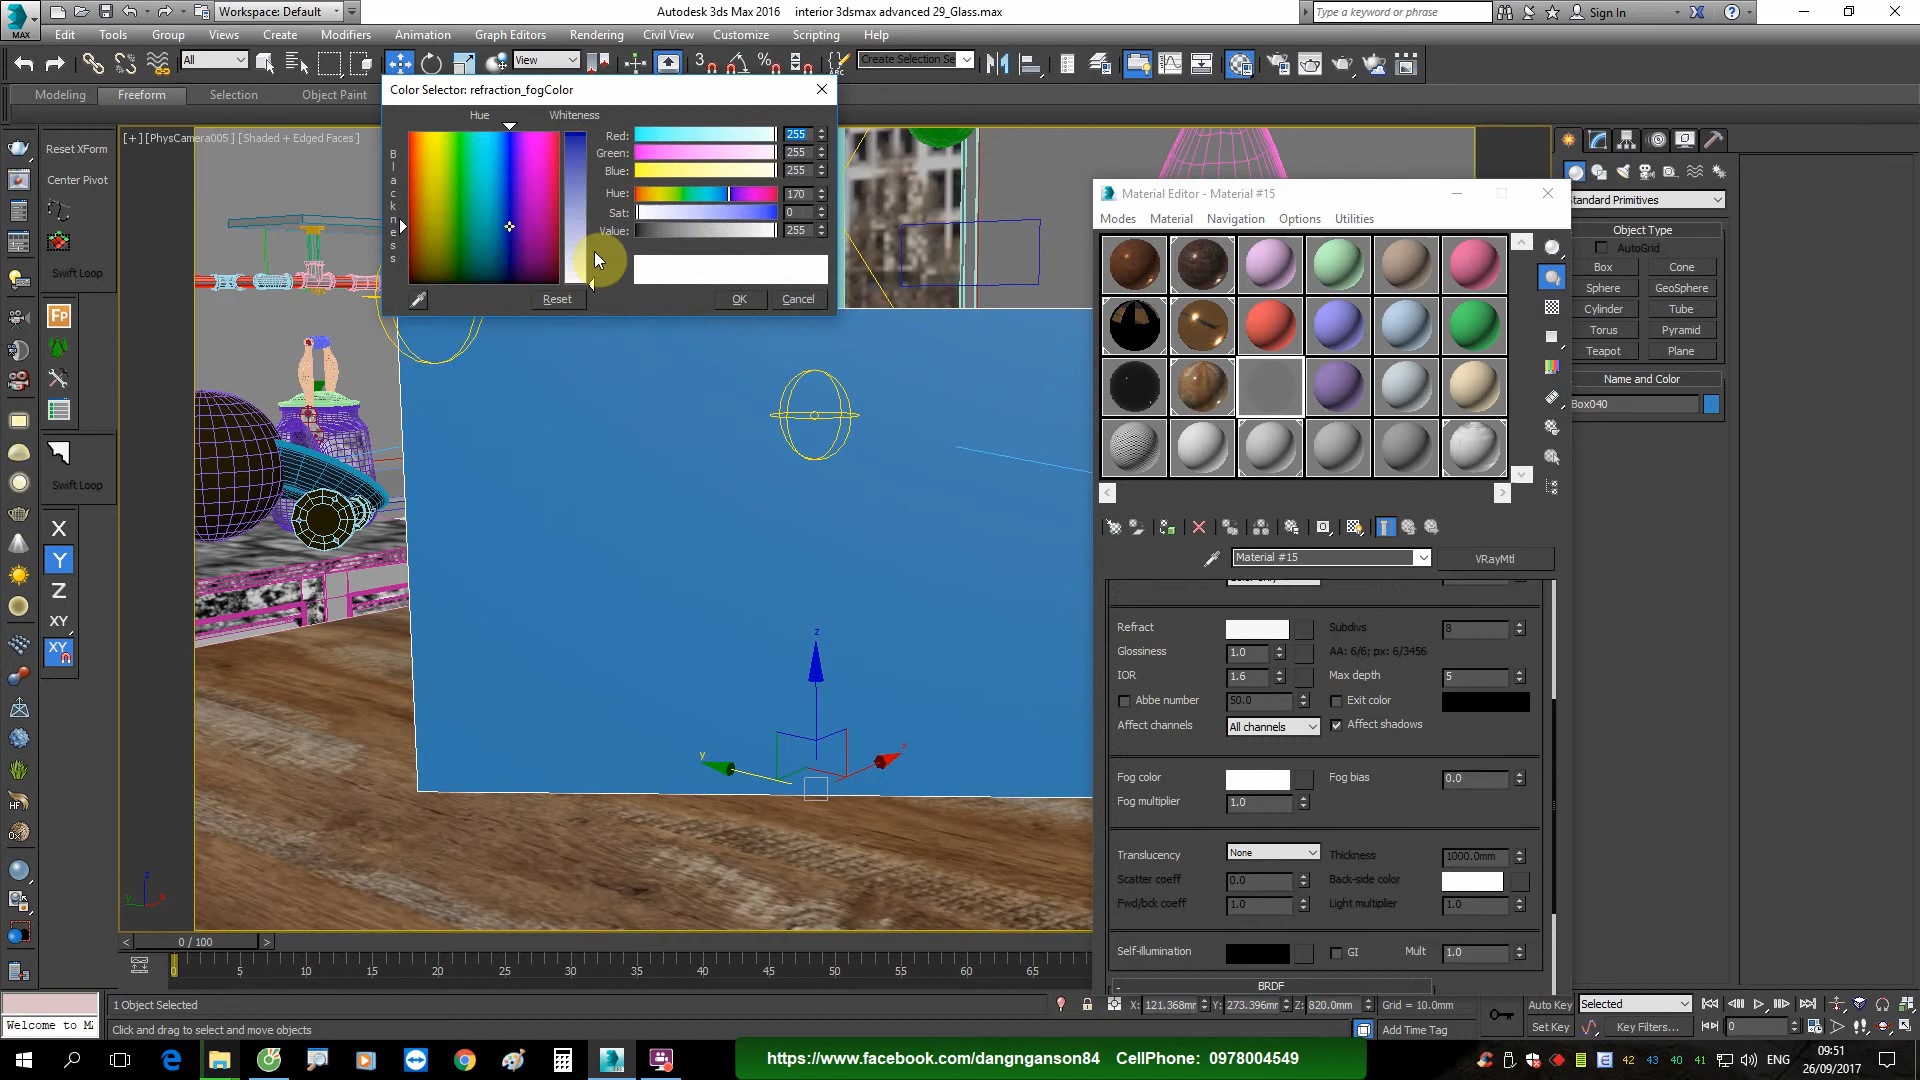 Workspace: Default
Autodesk 3ds Max 2016    interior 3dsmax advanced 29_Glass.max
Type a keyword or phrase
Sign In
MAX
Edit Tools Group Views Create Modifiers Animation Graph Editors Rendering Civil View Customize Scripting Help
All
View
Create Selection Se
Modeling Freeform Selection Object Paint
Color Selector: refraction_fogColor
Hue Whiteness
Blackness
Red: 255
Green: 255
Blue: 255
Hue: 170
Sat: 0
Value: 255
Reset OK Cancel
[+] [PhysCamera005] [Shaded + Edged Faces]
Reset XForm
Center Pivot
Swift Loop
Swift Loop
X
Y
Z
XY
XY
Material Editor - Material #15
Modes Material Navigation Options Utilities
Material #15
VRayMtl
Refract Subdivs 8
Glossiness 1.0 AA: 6/6; px: 6/3456
IOR 1.6 Max depth 5
Abbe number 50.0 Exit color
Affect channels All channels Affect shadows
Fog color Fog bias 0.0
Fog multiplier 1.0
Translucency None Thickness 1000.0mm
Scatter coeff 0.0 Back-side color
Fwd/bck coeff 1.0 Light multiplier 1.0
Self-illumination GI Mult 1.0
BRDF
Standard Primitives
Object Type
AutoGrid
Box Cone
Sphere GeoSphere
Cylinder Tube
Torus Pyramid
Teapot Plane
Name and Color
Box040
z
y
x
0 / 100
0 5 10 15 20 25 30 35 40 45 50 55 60 65
1 Object Selected
X: 121.368mm Y: 273.396mm Z: 820.0mm Grid = 10.0mm
Auto Key Selected
Welcome to M
Click and drag to select and move objects
Add Time Tag
Set Key Key Filters... 0
https://www.facebook.com/dangnganson84 CellPhone: 0978004549
42 43 40 41
ENG
09:51
26/09/2017